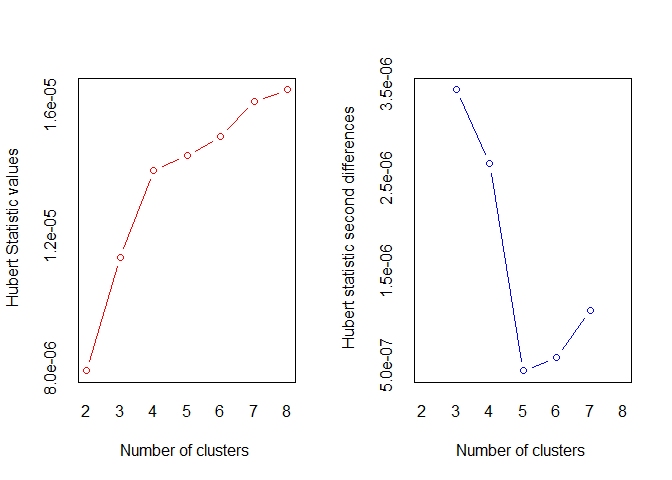 Hubert Statistic values
1.6e-05
1.2e-05
8.0e-06
2 3 4 5 6 7 8
Number of clusters
Hubert statistic second differences
3.5e-06
2.5e-06
1.5e-06
5.0e-07
2 3 4 5 6 7 8
Number of clusters